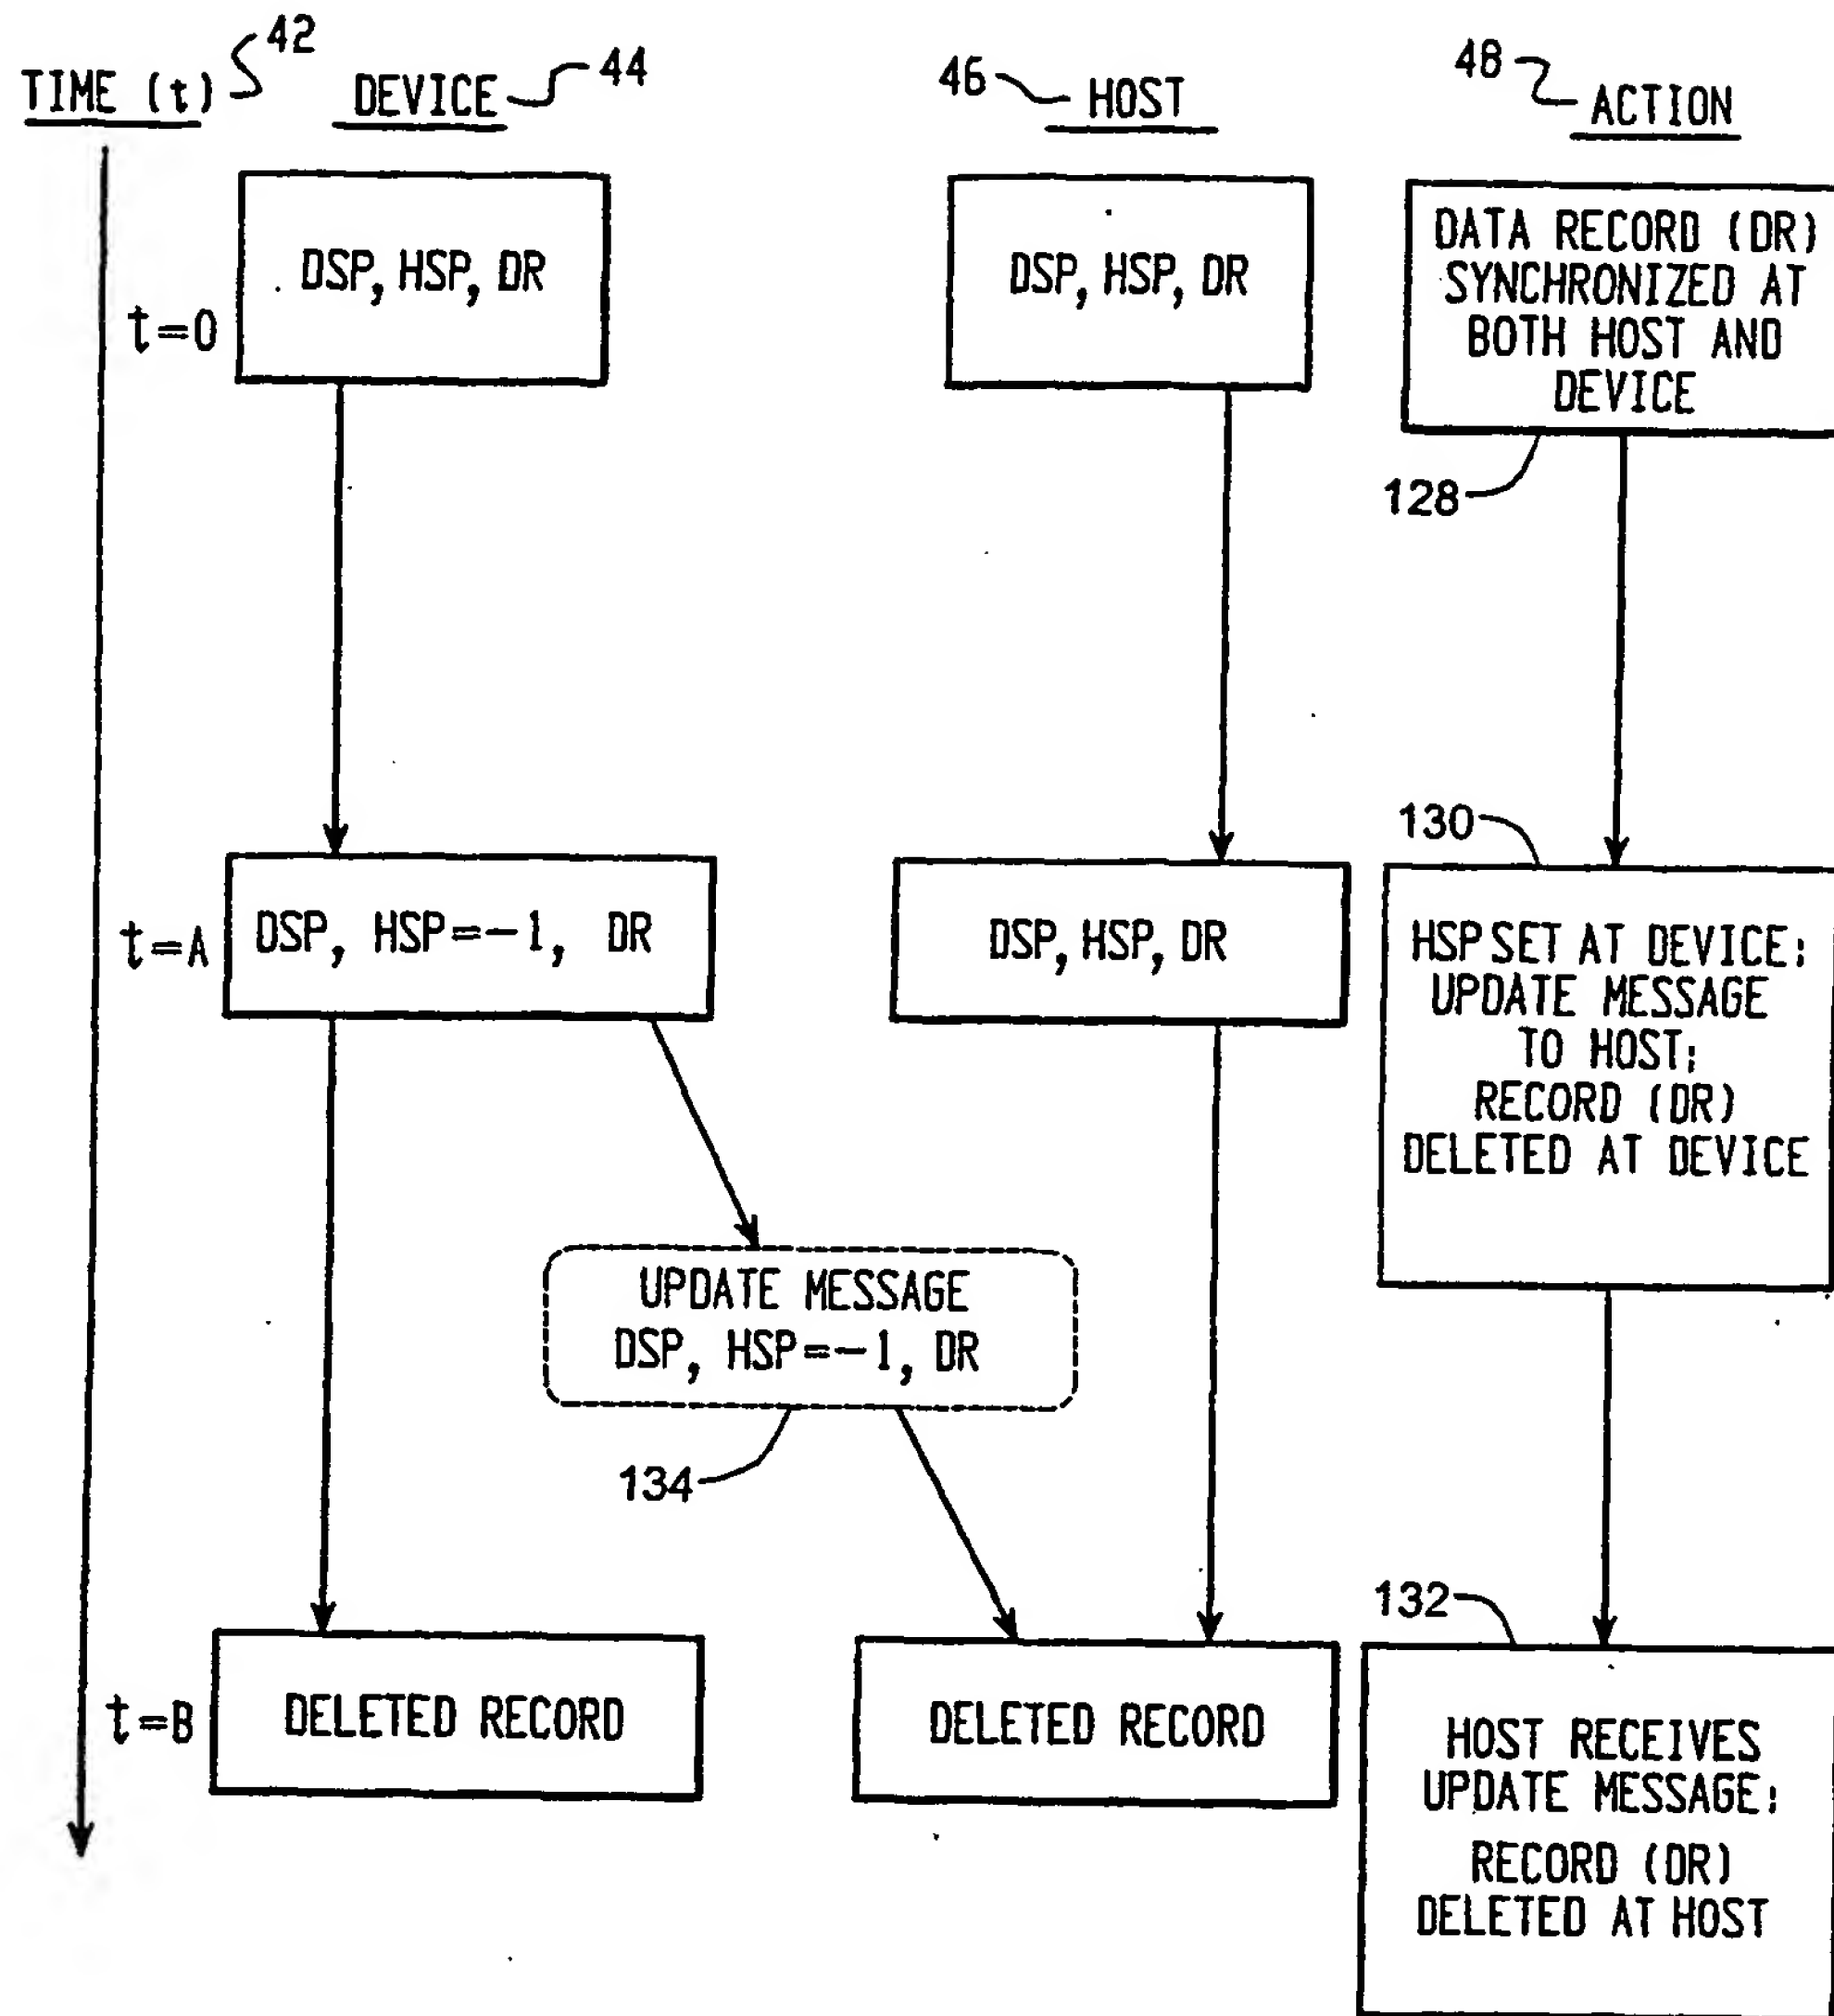 TIME (t) 42
DEVICE 44
46 HOST
48 ACTION
t=0
DSP, HSP, DR
DSP, HSP, DR
DATA RECORD (DR)
SYNCHRONIZED AT
BOTH HOST AND
DEVICE
128
130
t=A
DSP, HSP=-1, DR
DSP, HSP, DR
HSP SET AT DEVICE;
UPDATE MESSAGE
TO HOST;
RECORD (DR)
DELETED AT DEVICE
UPDATE MESSAGE
DSP, HSP=-1, DR
134
132
t=B
DELETED RECORD
DELETED RECORD
HOST RECEIVES
UPDATE MESSAGE;
RECORD (DR)
DELETED AT HOST